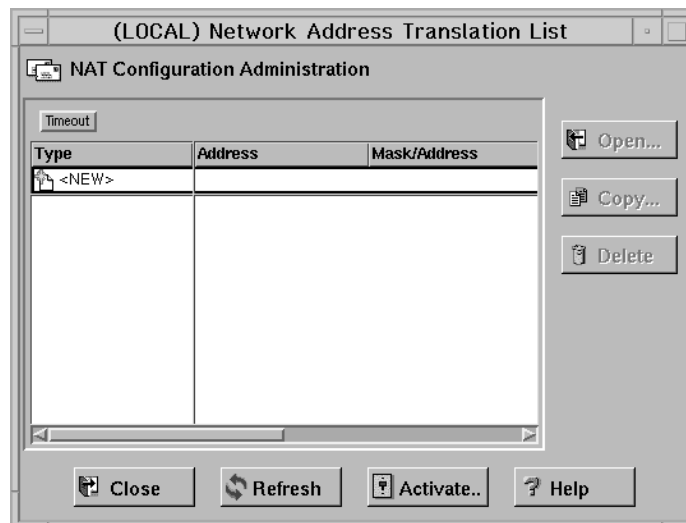 (LOCAL) Network Address Translation List
NAT Configuration Administration
Timeout
Type Address Mask/Address
<NEW>
Open...
Copy...
Delete
Close Refresh Activate.. Help